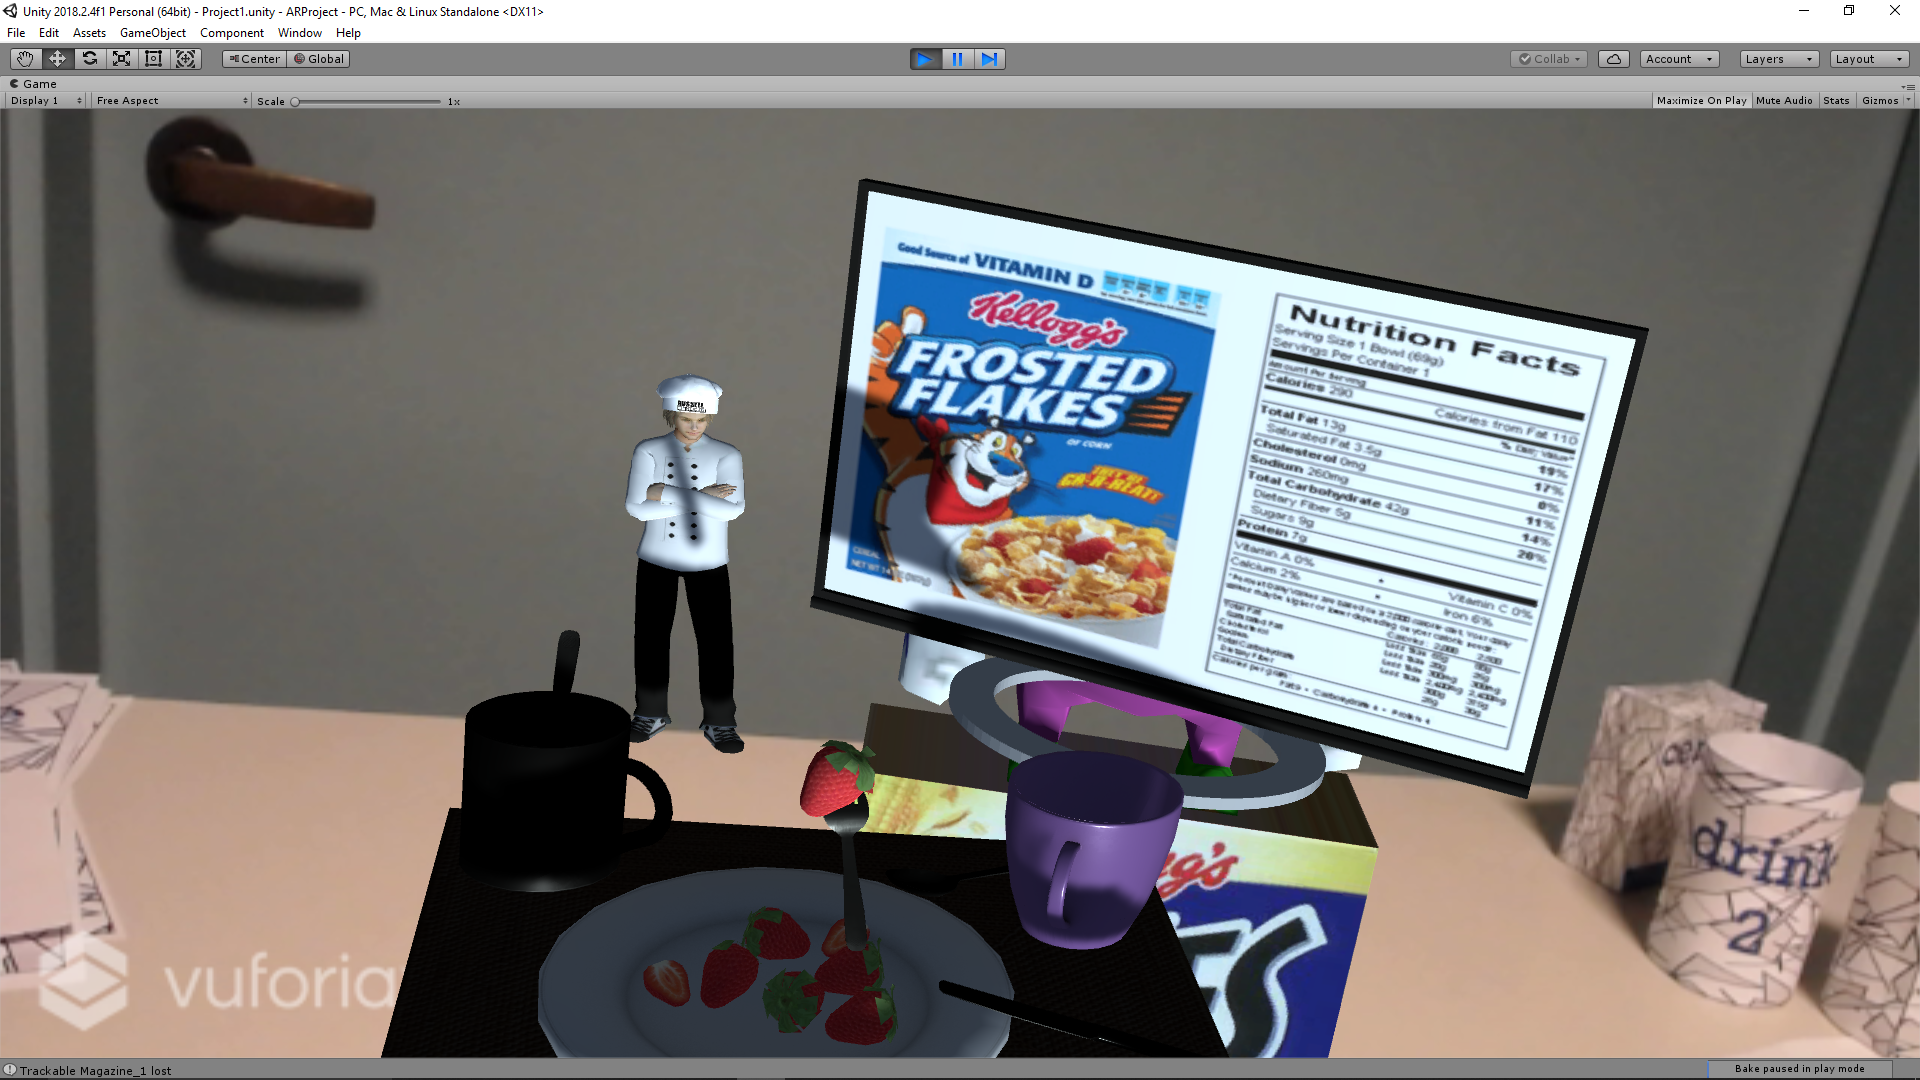 Unity 2018.2.4f1 Personal (64bit) - Project1.unity - ARProject - PC, Mac & Linux Standalone <DX11>
File Edit Assets GameObject Component Window Help
Center Global Collab Account Layers Layout
Game
Display 1 Free Aspect Scale 1x Maximize On Play Mute Audio Stats Gizmos
Good Source of VITAMIN D
Kellogg's
FROSTED
FLAKES
OF CORN
GR-R-REAT!
CEREAL
NET WT
Nutrition Facts
Serving Size 1 Bowl (69g)
Servings Per Container 1
Amount Per Serving
Calories 290 Calories from Fat 110
% Daily Value*
Total Fat 13g 19%
Saturated Fat 3.5g 17%
Cholesterol 0mg 0%
Sodium 260mg 11%
Total Carbohydrate 42g 14%
Dietary Fiber 5g 20%
Sugars 9g
Protein 7g
Vitamin A 0% • Vitamin C 0%
Calcium 2% • Iron 6%
RUSSELL
drink
2
vuforia
Trackable Magazine_1 lost
Bake paused in play mode